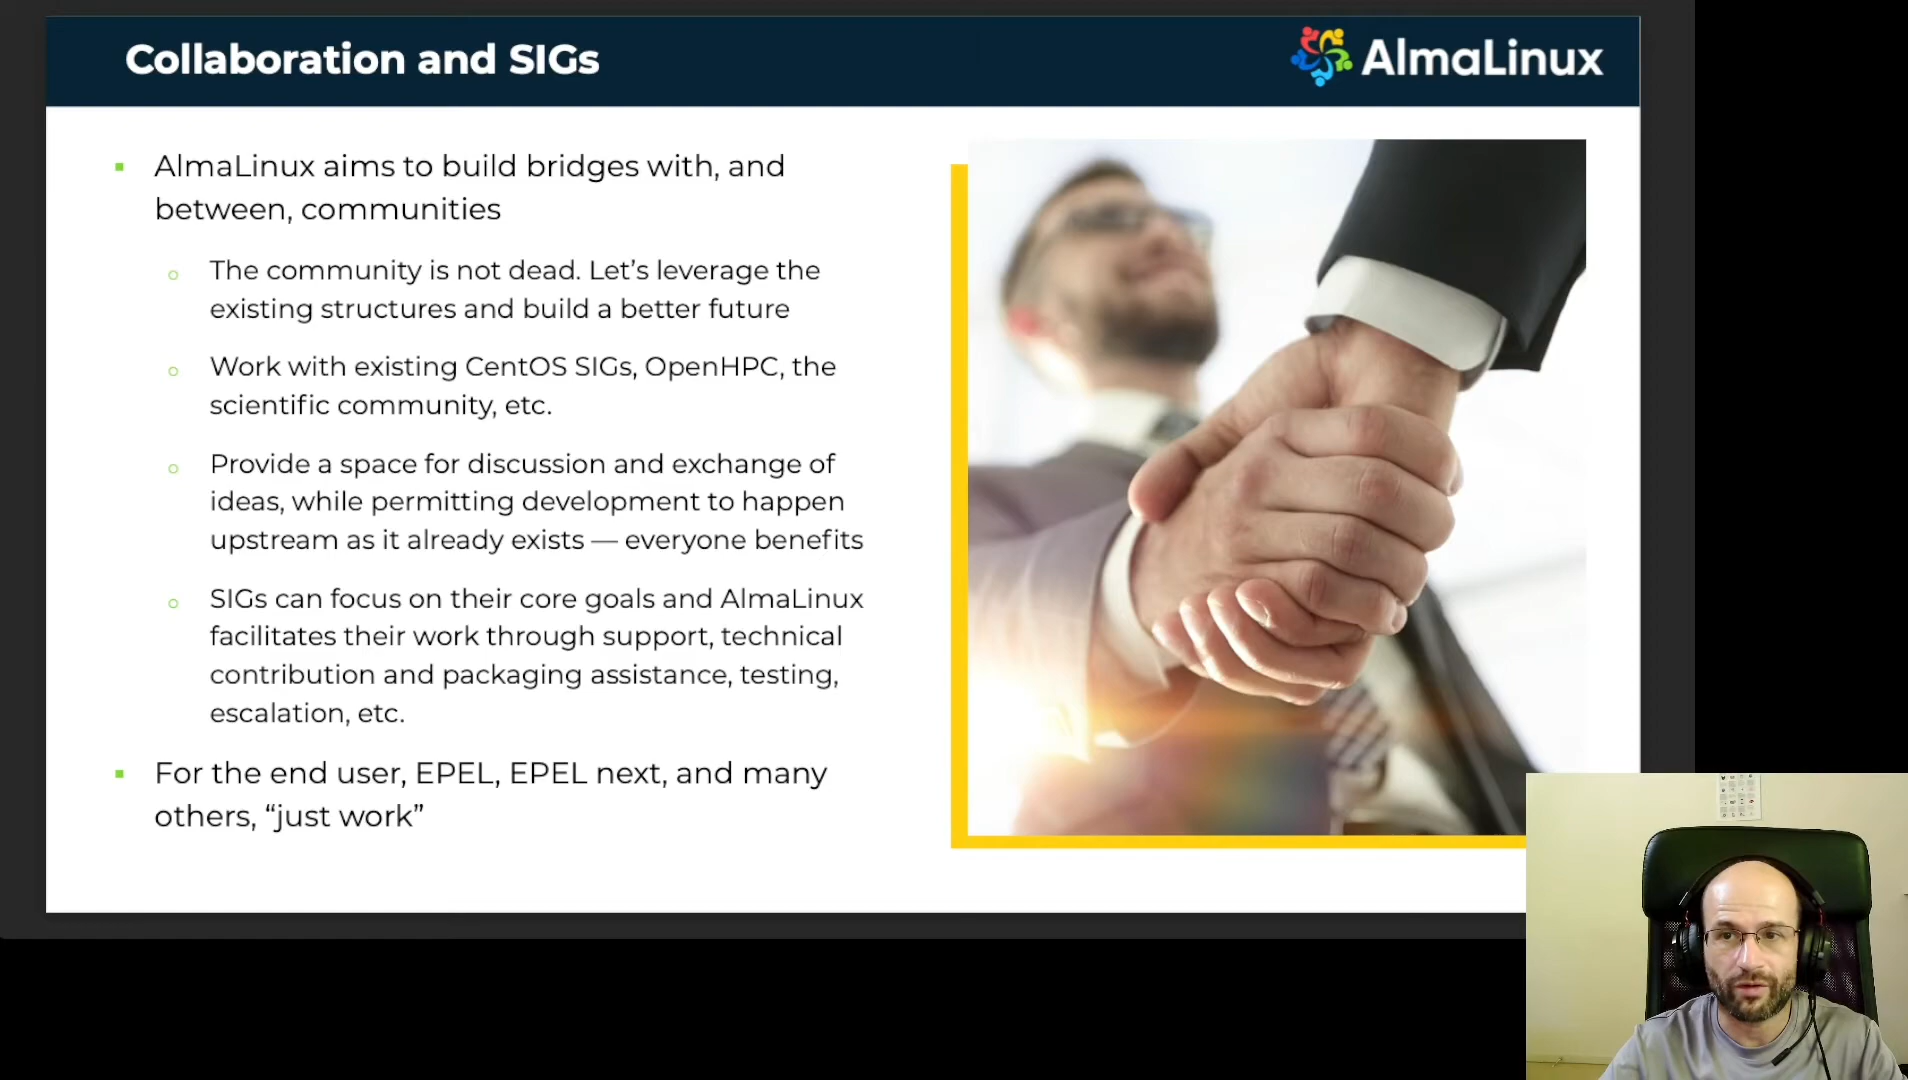 Collaboration and SIGs
AlmaLinux
AlmaLinux aims to build bridges with, and
between, communities
The community is not dead. Let’s leverage the
existing structures and build a better future
Work with existing CentOS SIGs, OpenHPC, the
scientific community, etc.
Provide a space for discussion and exchange of
ideas, while permitting development to happen
upstream as it already exists — everyone benefits
SIGs can focus on their core goals and AlmaLinux
facilitates their work through support, technical
contribution and packaging assistance, testing,
escalation, etc.
For the end user, EPEL, EPEL next, and many
others, “just work”